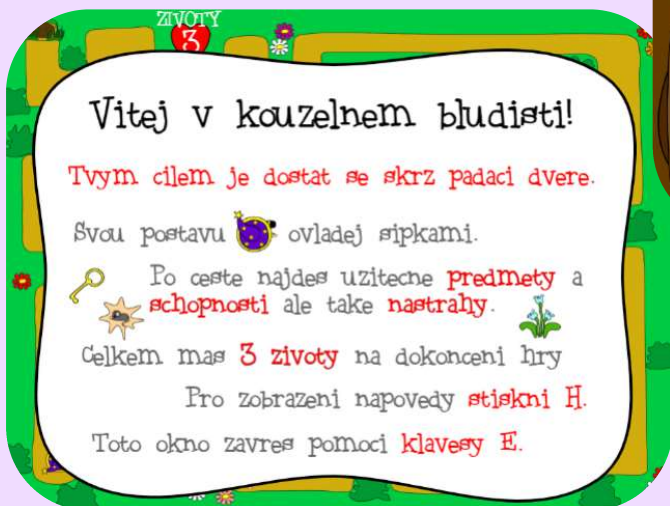 ZIVOTY
3
Vitej v kouzelnem bludisti!
Tvym cilem je dostat se skrz padaci dvere.
Svou postavu ovladej sipkami.
Po ceste najdes uzitecne predmety a
schopnosti ale take nastrahy.
Celkem mas 3 zivoty na dokonceni hry
Pro zobrazeni napovedy stiskni H.
Toto okno zavres pomoci klavesy E.